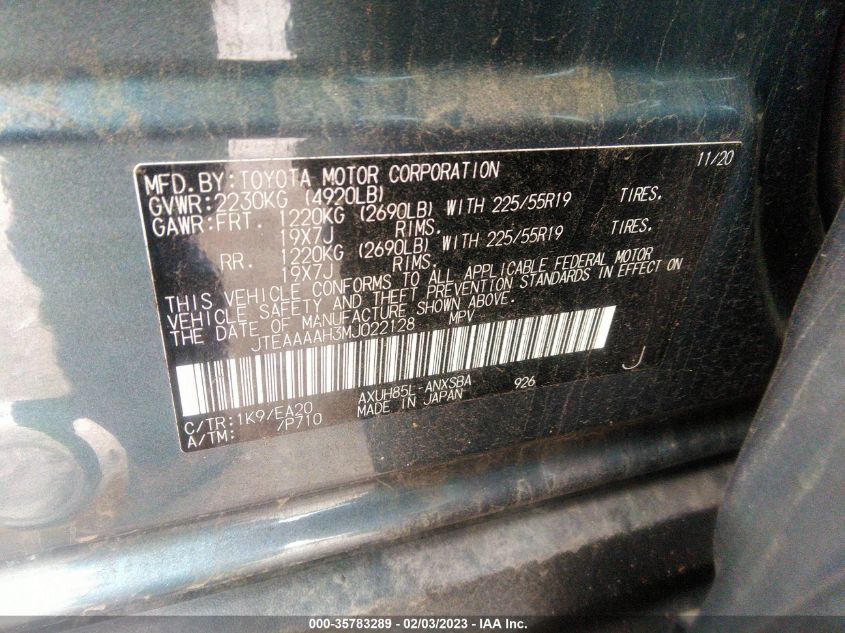 11/20
MFD.BY:TOYOTA MOTOR CORPORATION
GVWR:2230KG (4920LB)
GAWR:FRT. 1220KG (2690LB) WITH 225/55R19 TIRES.
19X7J RIMS.
RR. 1220KG (2690LB) WITH 225/55R19 TIRES.
19X7J RIMS.
THIS VEHICLE CONFORMS TO ALL APPLICABLE FEDERAL MOTOR
VEHICLE SAFETY AND THEFT PREVENTION STANDARDS IN EFFECT ON
THE DATE OF MANUFACTURE SHOWN ABOVE.
JTEAAAAH3MJ022128 MPV
J
C/TR:1K9/EA20 AXUH85L-ANXSBA 926
A/TM: /P710 MADE IN JAPAN
000-35783289 - 02/03/2023 - IAA Inc.